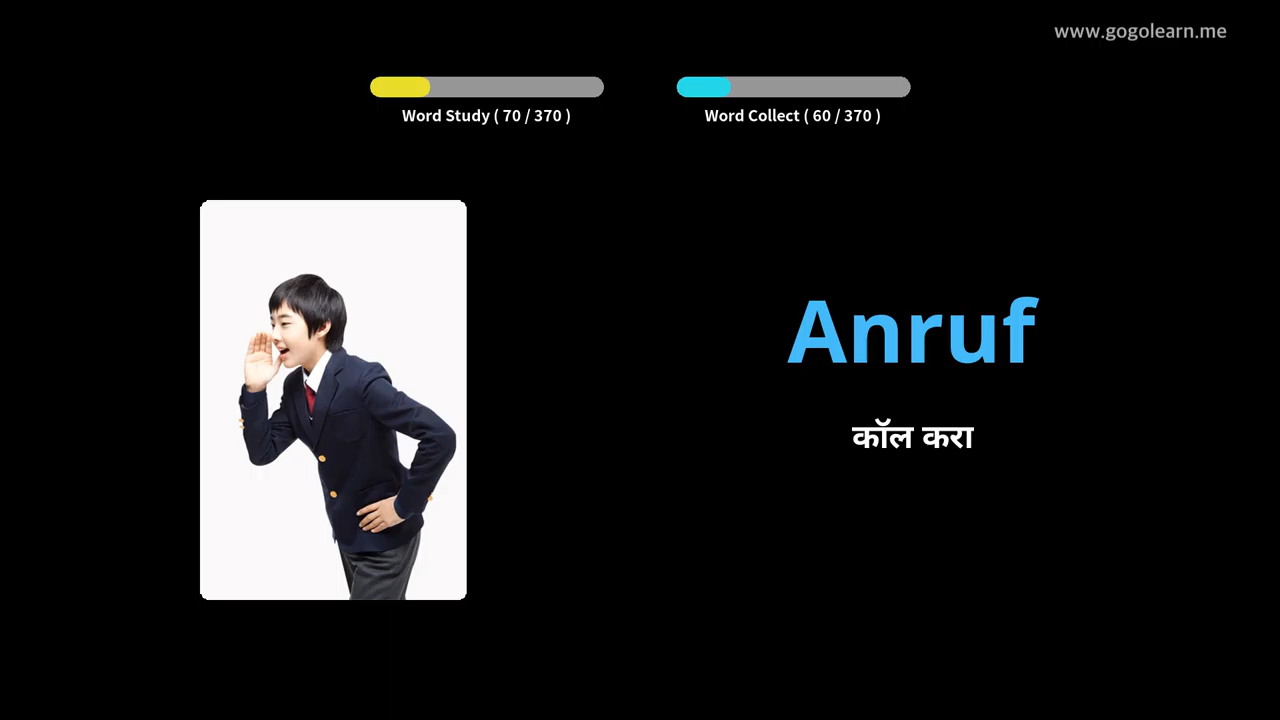 www.gogolearn.me
Word Study ( 70 / 370 )
Word Collect ( 60 / 370 )
Anruf
कॉल करा